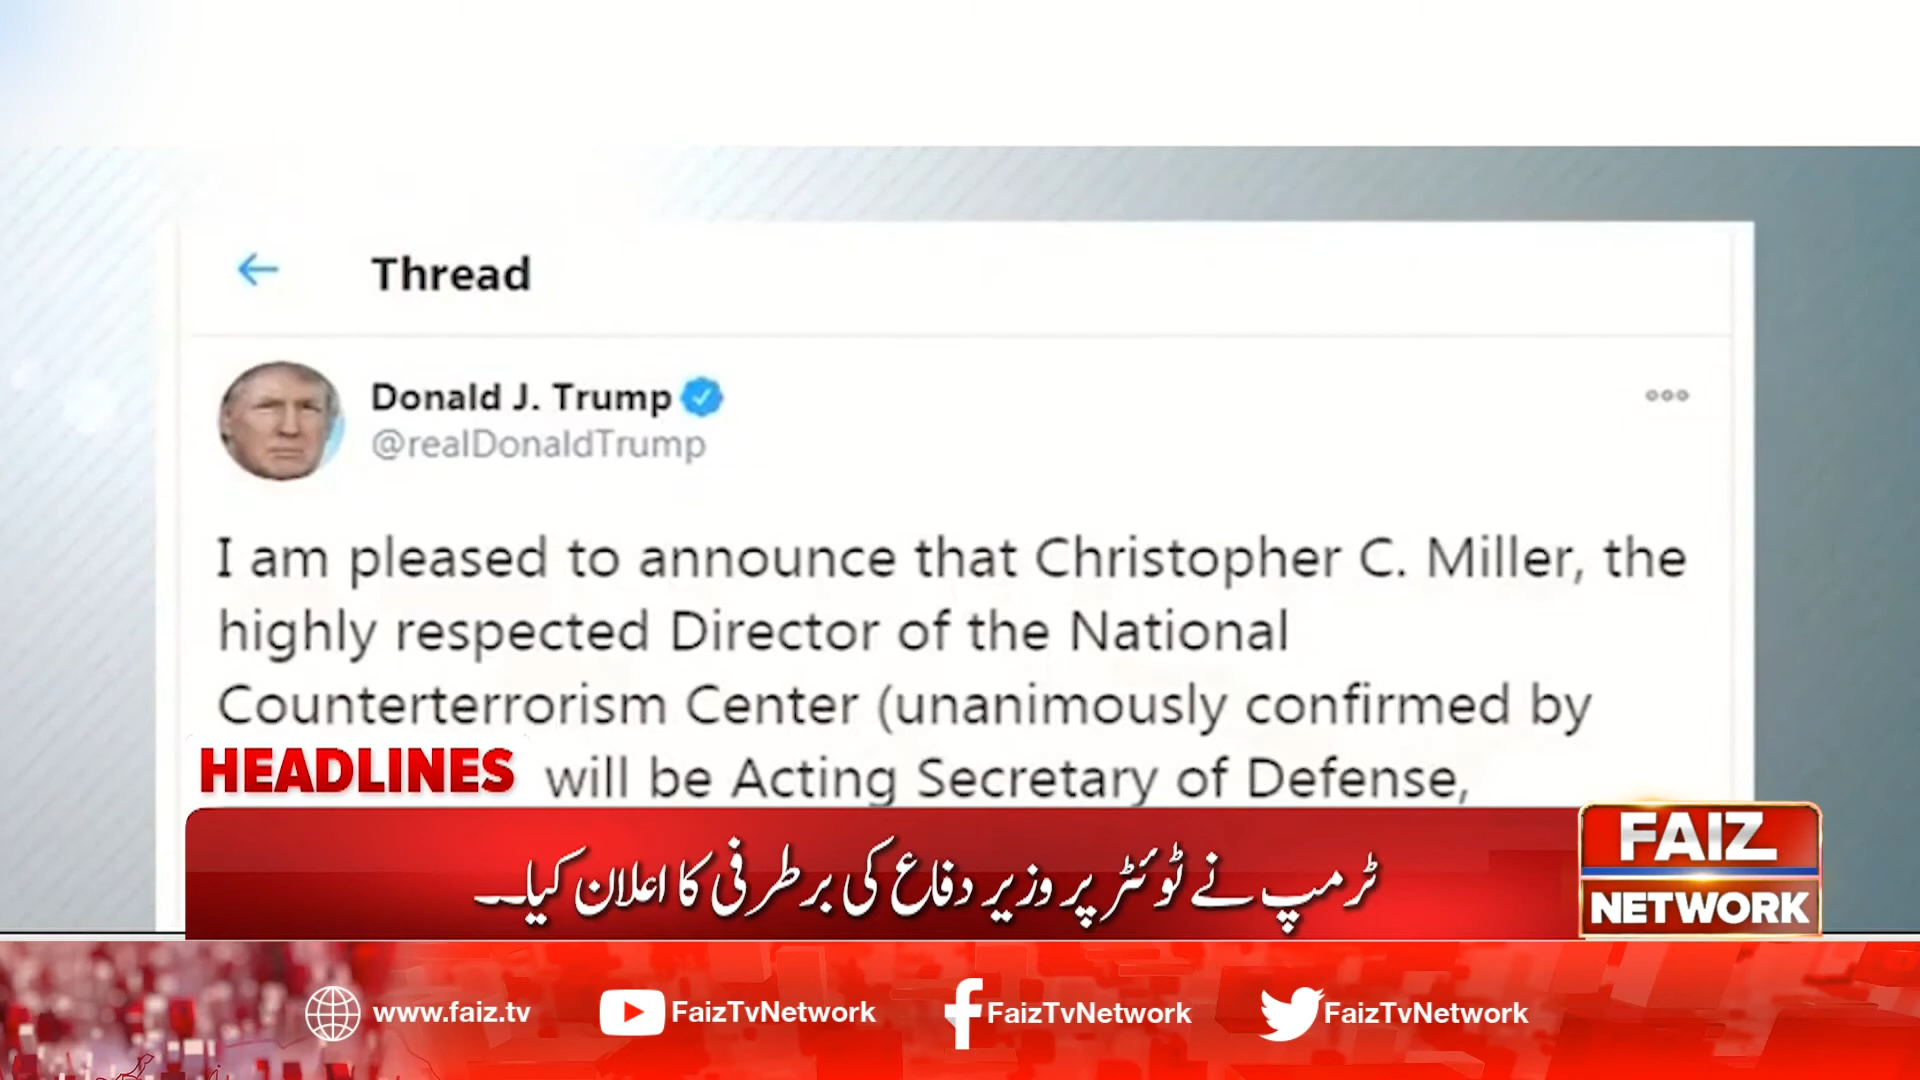 Thread
Donald J. Trump
@realDonaldTrump
I am pleased to announce that Christopher C. Miller, the
highly respected Director of the National
Counterterrorism Center (unanimously confirmed by
will be Acting Secretary of Defense,
HEADLINES
ٹرمپ نے ٹوئٹر پر وزیر دفاع کی برطرفی کا اعلان کیا۔۔۔
FAIZ
NETWORK
www.faiz.tv
FaizTvNetwork
FaizTvNetwork
FaizTvNetwork